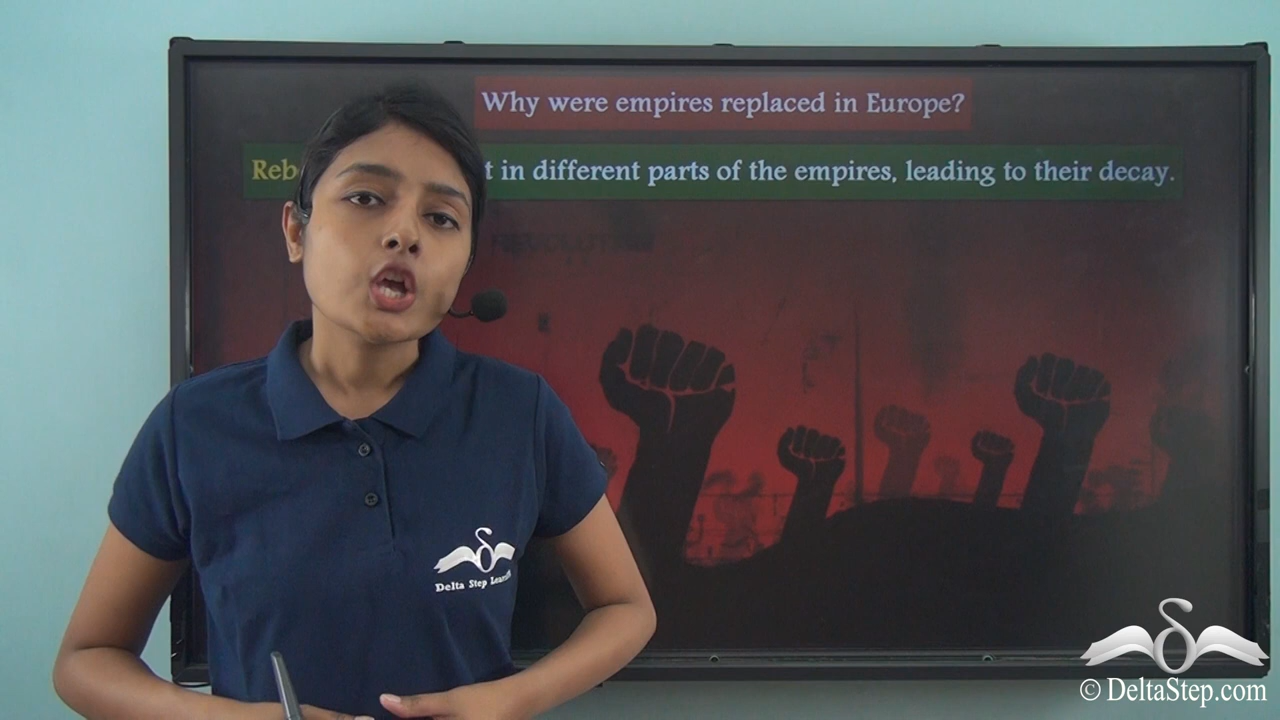 Why were empires replaced in Europe?
in different parts of the empires, leading to their decay.
Delta Step
© DeltaStep.com